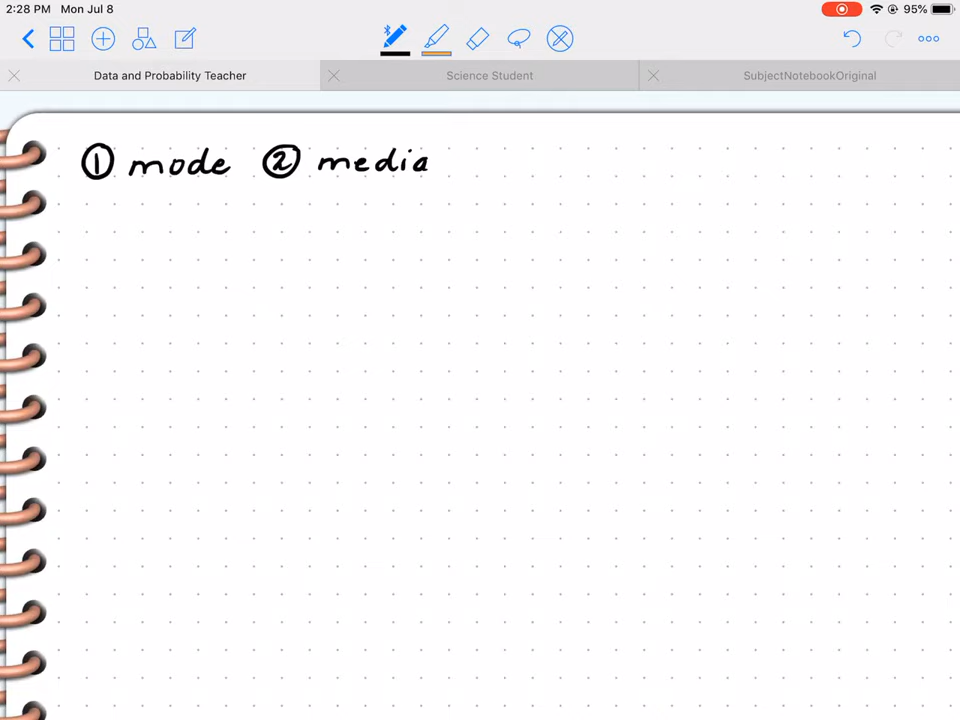 2:28 PM Mon Jul 8 95%
Data and Probability Teacher Science Student SubjectNotebookOriginal
① mode ② media